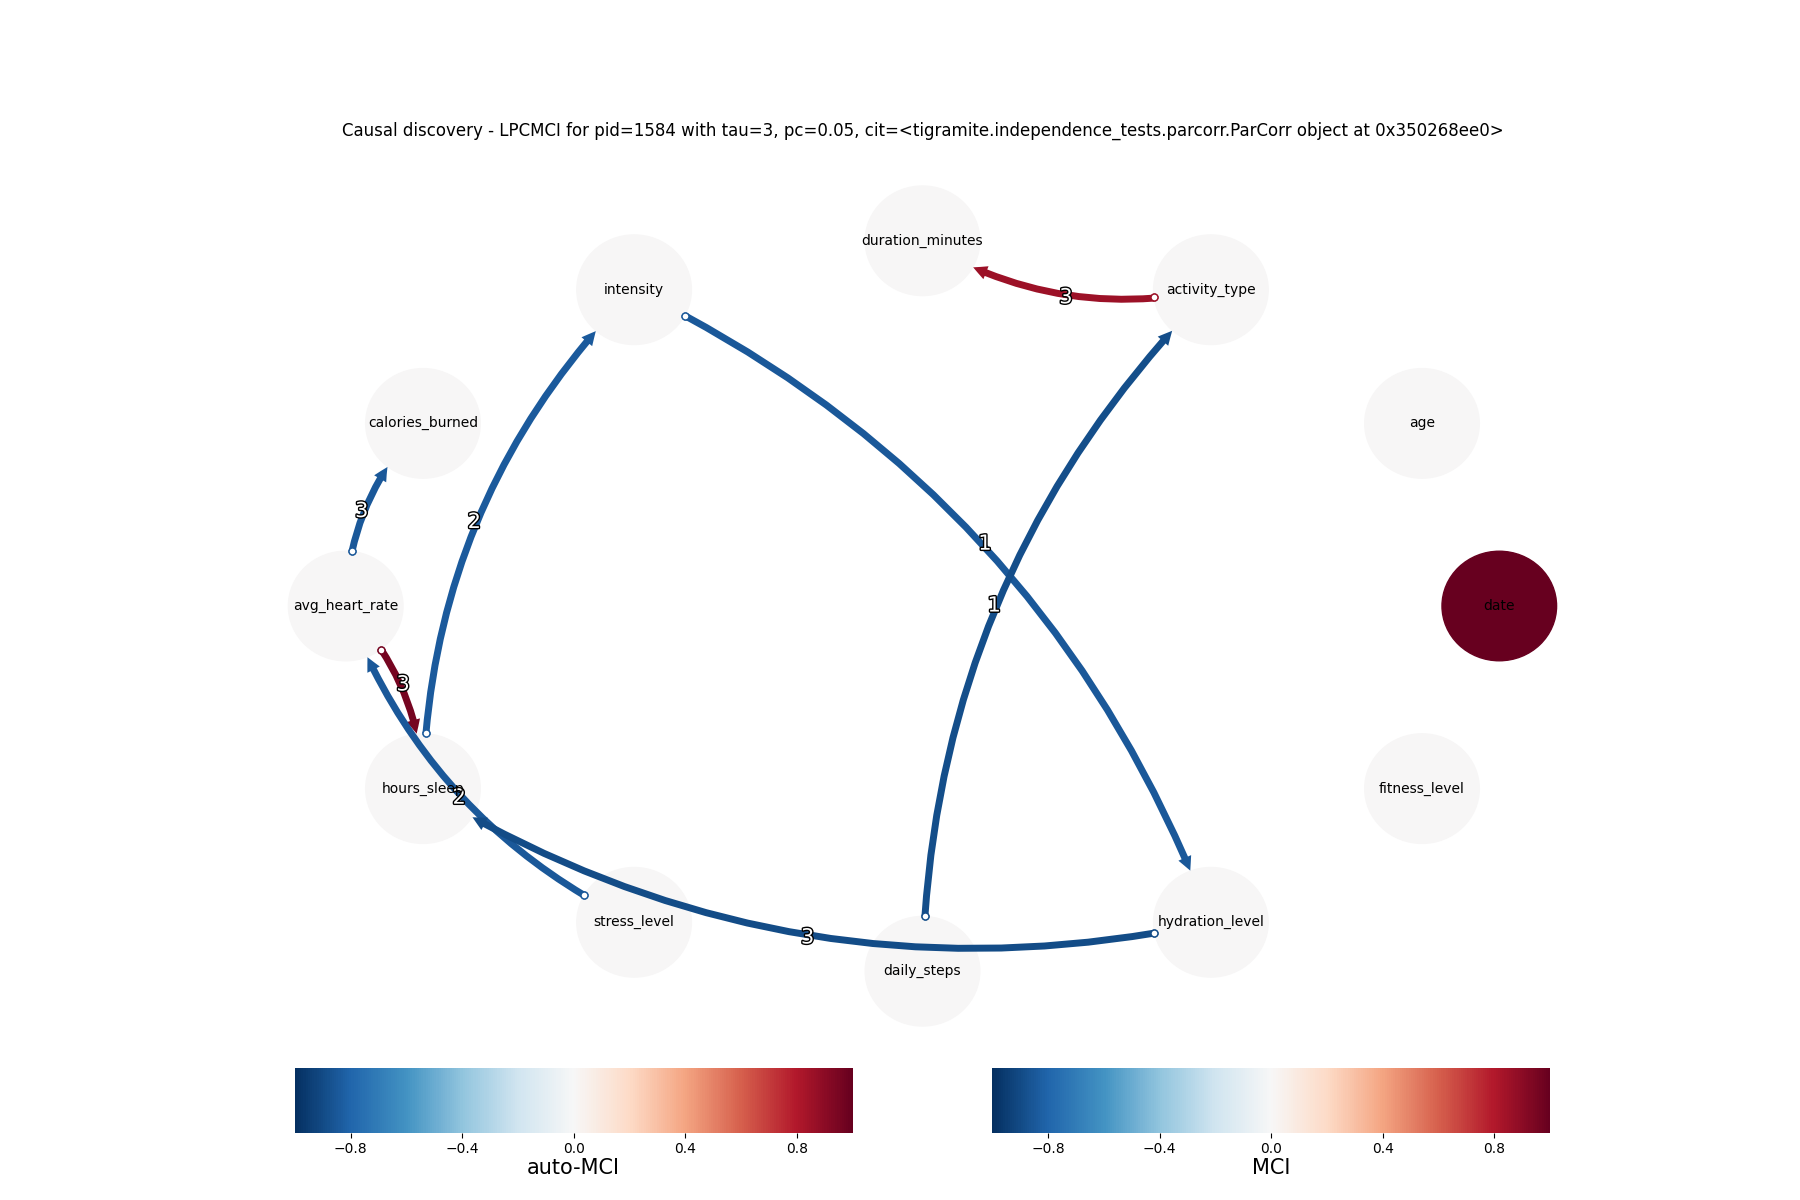 Causal discovery - LPCMCI for pid=1584 with tau=3, pc=0.05, cit=<tigramite.independence_tests.parcorr.ParCorr object at 0x350268ee0>
duration_minutes
intensity
activity_type
3
calories_burned
age
3
2
1
avg_heart_rate
1
date
3
hours_sleep
2
fitness_level
stress_level
3
hydration_level
daily_steps
−0.8 −0.4 0.0 0.4 0.8
auto-MCI
−0.8 −0.4 0.0 0.4 0.8
MCI